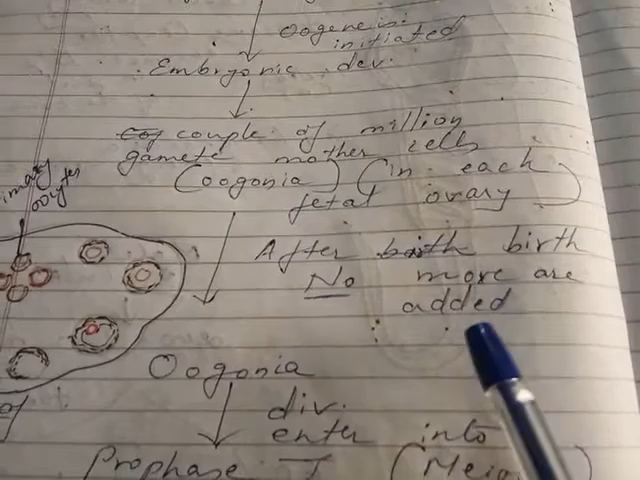 Oogenesis
initiated
Embryonic dev.
couple of million
gamete mother cells
(oogonia) (in each
fetal ovary)
oocytes
After birth
No more are
added
Oogonia
div.
enter into
Prophase I (Meio